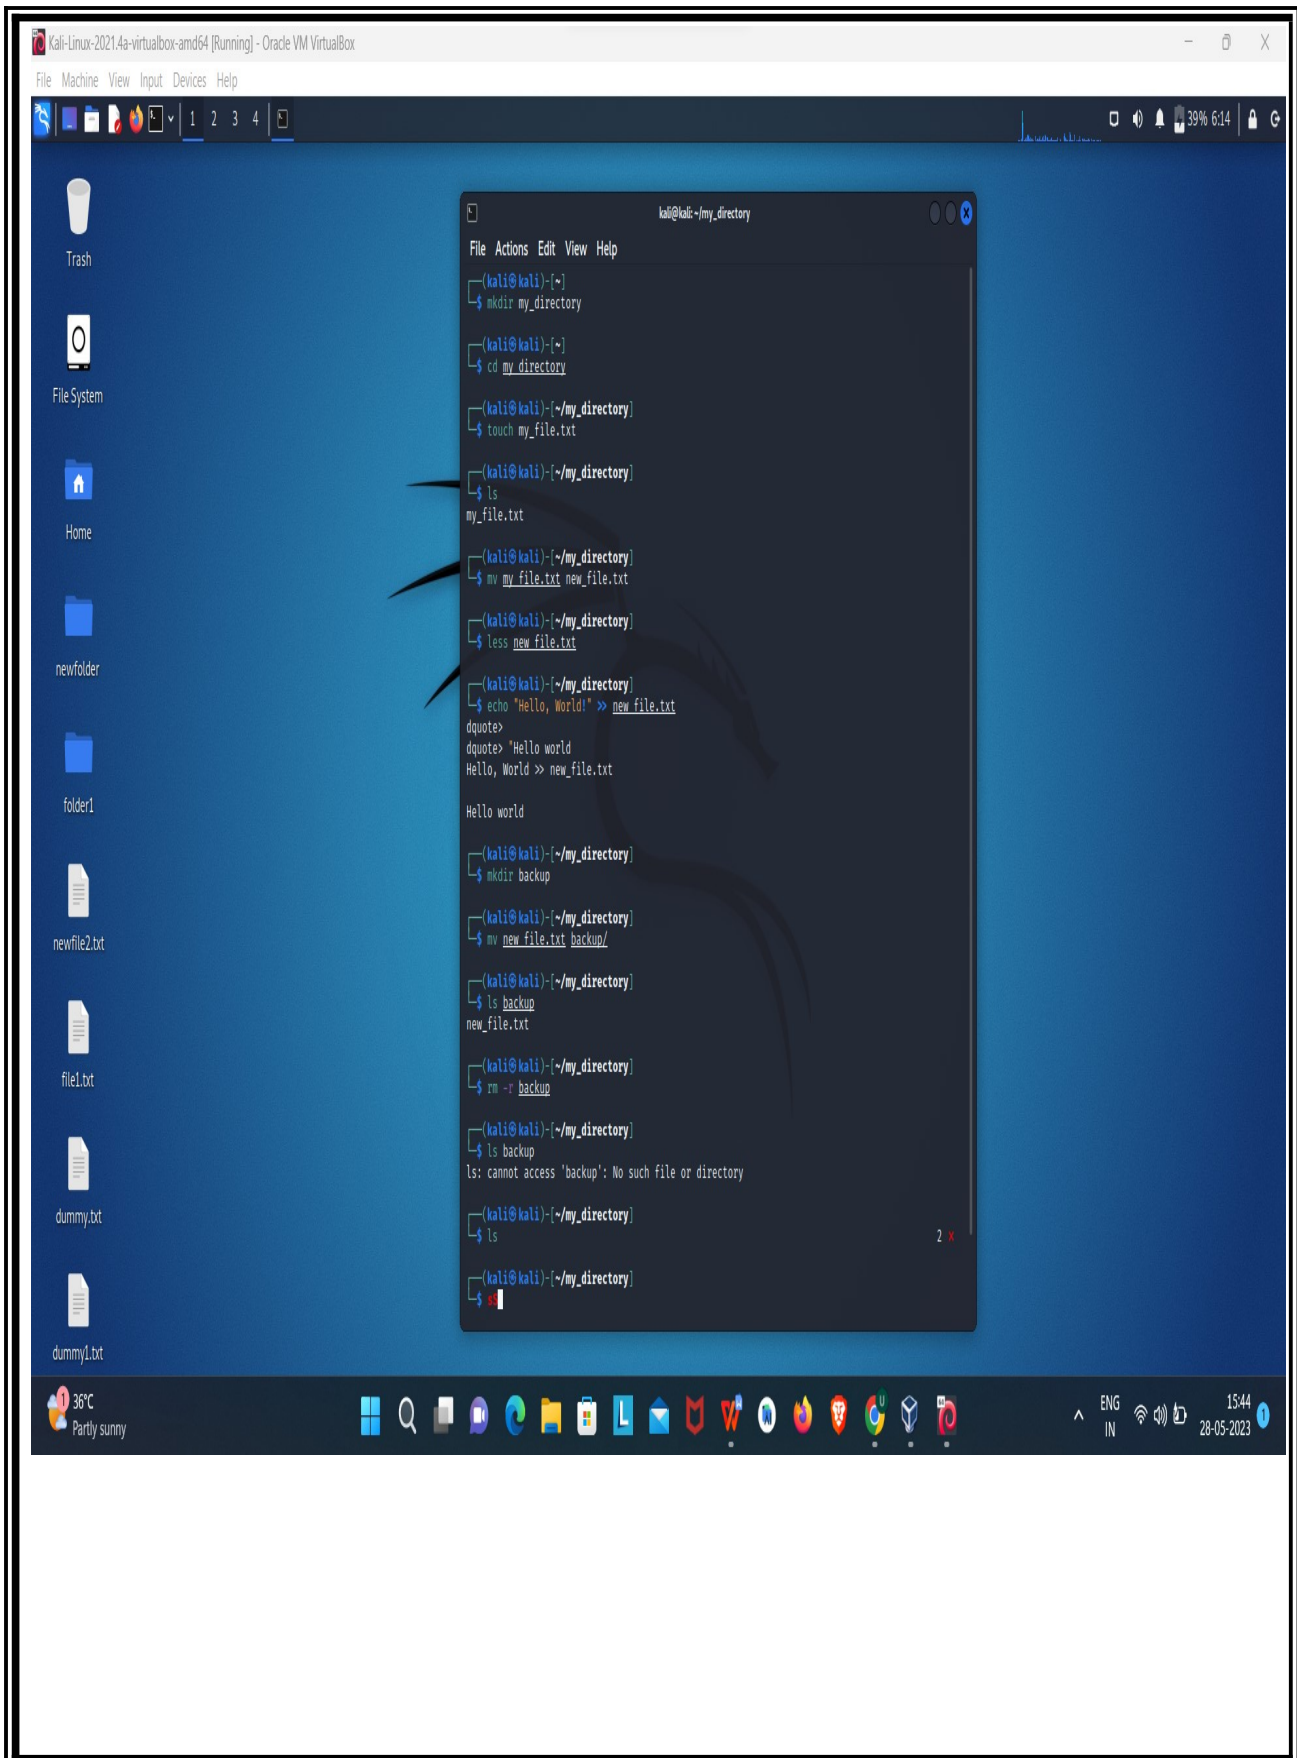 Kali-Linux-2021.4a-virtualbox-amd64 [Running] - Oracle VM VirtualBox
File Machine View Input Devices Help
1 2 3 4
39% 6:14
Trash
File System
Home
newfolder
folder1
newfile2.txt
file1.txt
dummy.txt
dummy1.txt
kali@kali: ~/my_directory
File Actions Edit View Help
┌──(kali㉿kali)-[~]
└─$ mkdir my_directory
┌──(kali㉿kali)-[~]
└─$ cd my_directory
┌──(kali㉿kali)-[~/my_directory]
└─$ touch my_file.txt
┌──(kali㉿kali)-[~/my_directory]
└─$ ls
my_file.txt
┌──(kali㉿kali)-[~/my_directory]
└─$ mv my_file.txt new_file.txt
┌──(kali㉿kali)-[~/my_directory]
└─$ less new_file.txt
┌──(kali㉿kali)-[~/my_directory]
└─$ echo "Hello, World!" >> new_file.txt
dquote>
dquote> "Hello world
Hello, World >> new_file.txt
Hello world
┌──(kali㉿kali)-[~/my_directory]
└─$ mkdir backup
┌──(kali㉿kali)-[~/my_directory]
└─$ mv new_file.txt backup/
┌──(kali㉿kali)-[~/my_directory]
└─$ ls backup
new_file.txt
┌──(kali㉿kali)-[~/my_directory]
└─$ rm -r backup
┌──(kali㉿kali)-[~/my_directory]
└─$ ls backup
ls: cannot access 'backup': No such file or directory
┌──(kali㉿kali)-[~/my_directory]
└─$ ls 2 ⨯
┌──(kali㉿kali)-[~/my_directory]
└─$ sS
1
36°C
Partly sunny
ENG
IN
15:44
28-05-2023
1